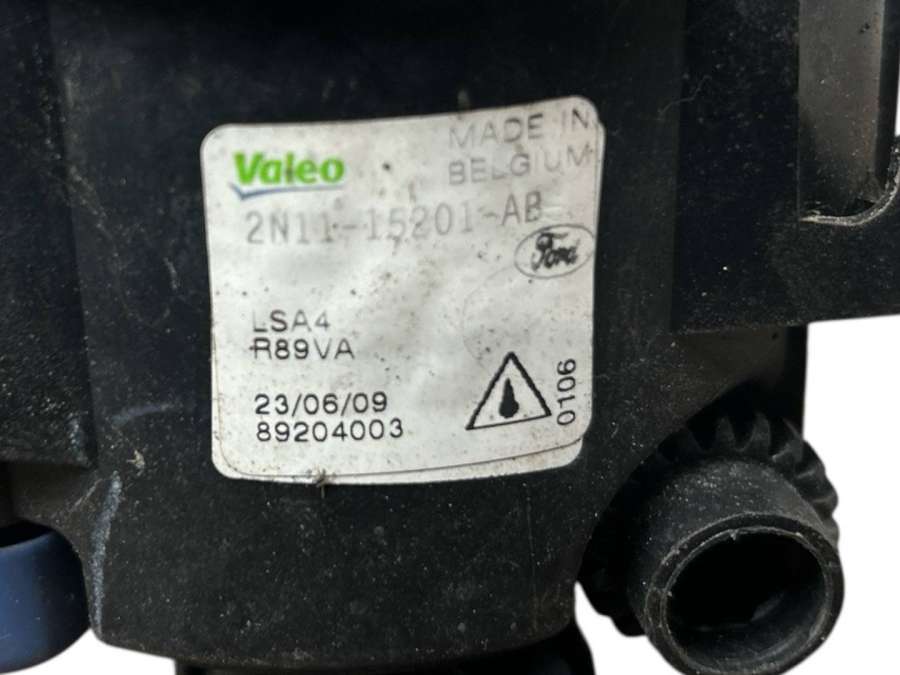 Valeo
MADE IN
BELGIUM
2N11-15201-AB
Ford
LSA4
R89VA
23/06/09
89204003
0106